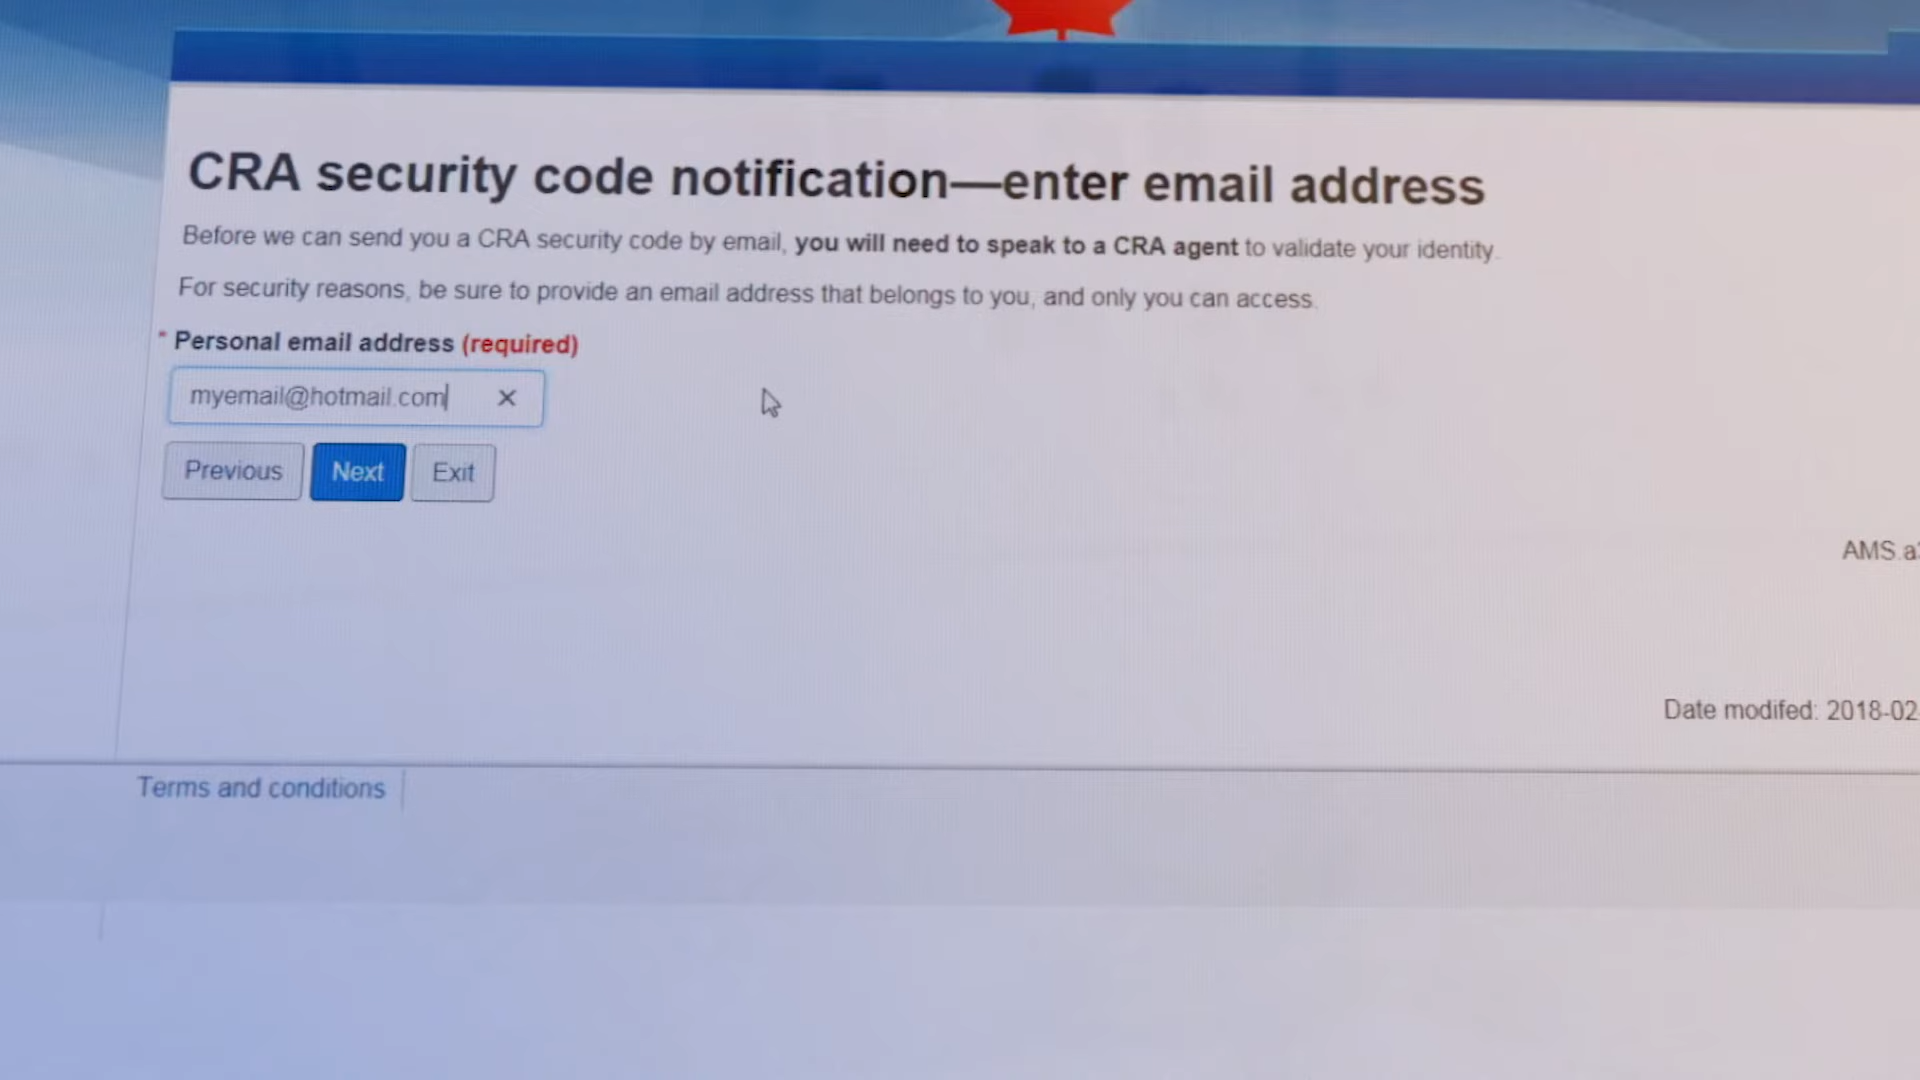 CRA security code notification—enter email address
Before we can send you a CRA security code by email, you will need to speak to a CRA agent to validate your identity.
For security reasons, be sure to provide an email address that belongs to you, and only you can access.
* Personal email address (required)
myemail@hotmail.com
Previous Next Exit
AMS.a
Date modifed: 2018-02
Terms and conditions